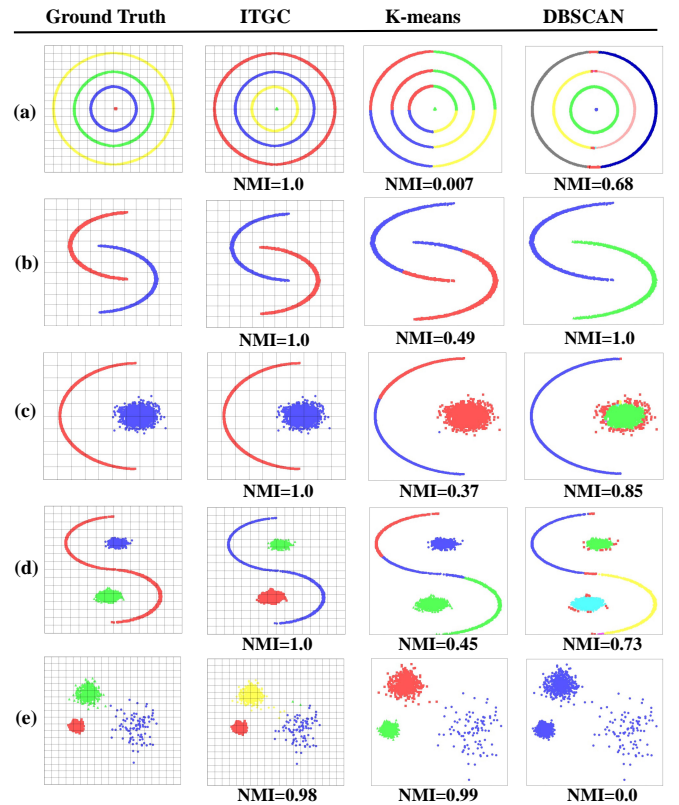 Ground Truth ITGC K-means DBSCAN
(a)
NMI=1.0 NMI=0.007 NMI=0.68
(b)
NMI=1.0 NMI=0.49 NMI=1.0
(c)
NMI=1.0 NMI=0.37 NMI=0.85
(d)
NMI=1.0 NMI=0.45 NMI=0.73
(e)
NMI=0.98 NMI=0.99 NMI=0.0